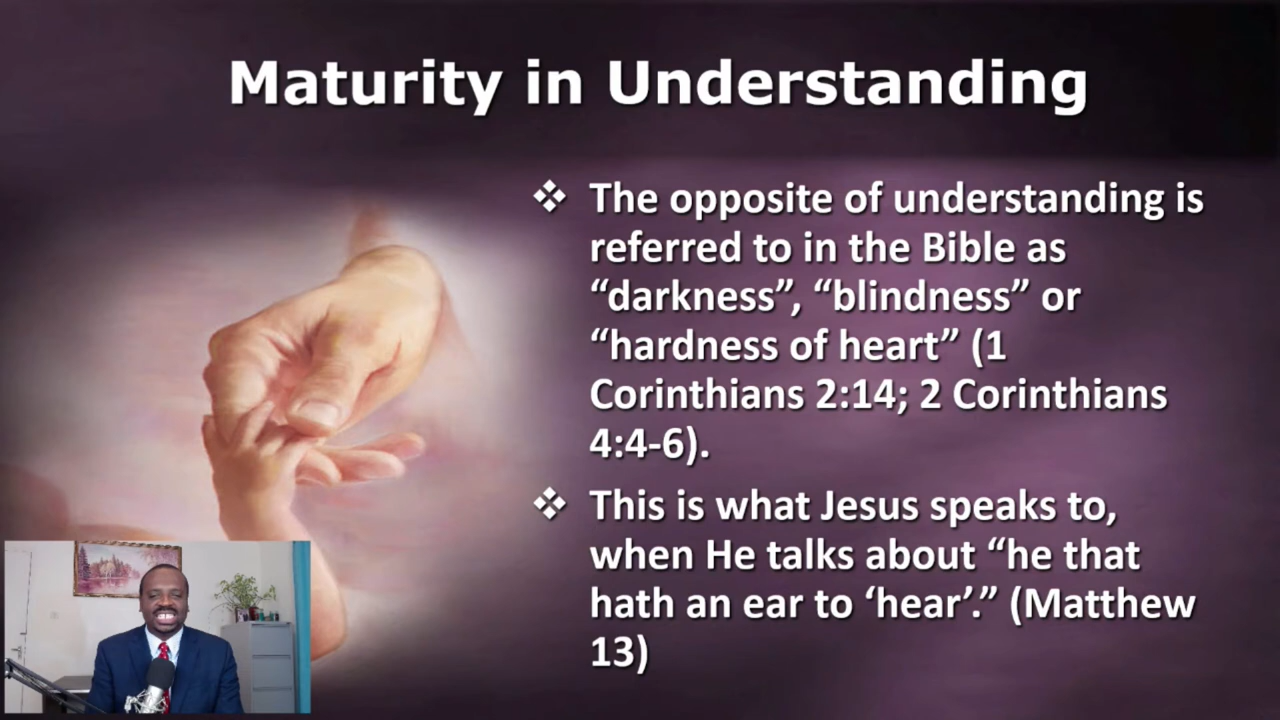 Maturity in Understanding
❖ The opposite of understanding is
referred to in the Bible as
“darkness”, “blindness” or
“hardness of heart” (1
Corinthians 2:14; 2 Corinthians
4:4-6).
❖ This is what Jesus speaks to,
when He talks about “he that
hath an ear to ‘hear’.” (Matthew
13)